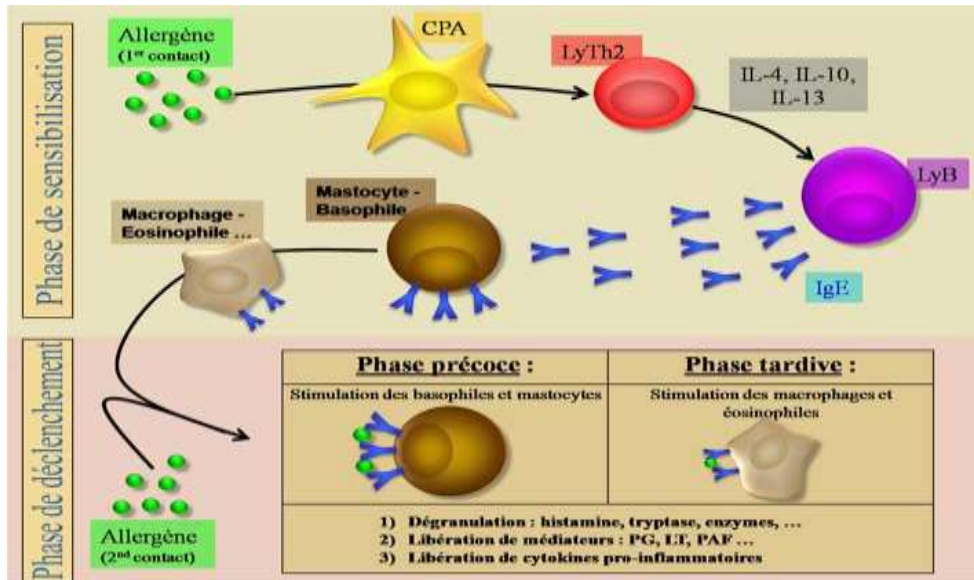 Phase de sensibilisation
Allergène
(1er contact)
CPA
LyTh2
IL-4, IL-10,
IL-13
LyB
Mastocyte -
Basophile
Macrophage -
Eosinophile ...
IgE
Phase de déclenchement
Allergène
(2nd contact)
Phase précoce :
Stimulation des basophiles et mastocytes
Phase tardive :
Stimulation des macrophages et
éosinophiles
1) Dégranulation : histamine, tryptase, enzymes, ...
2) Libération de médiateurs : PG, LT, PAF ...
3) Libération de cytokines pro-inflammatoires